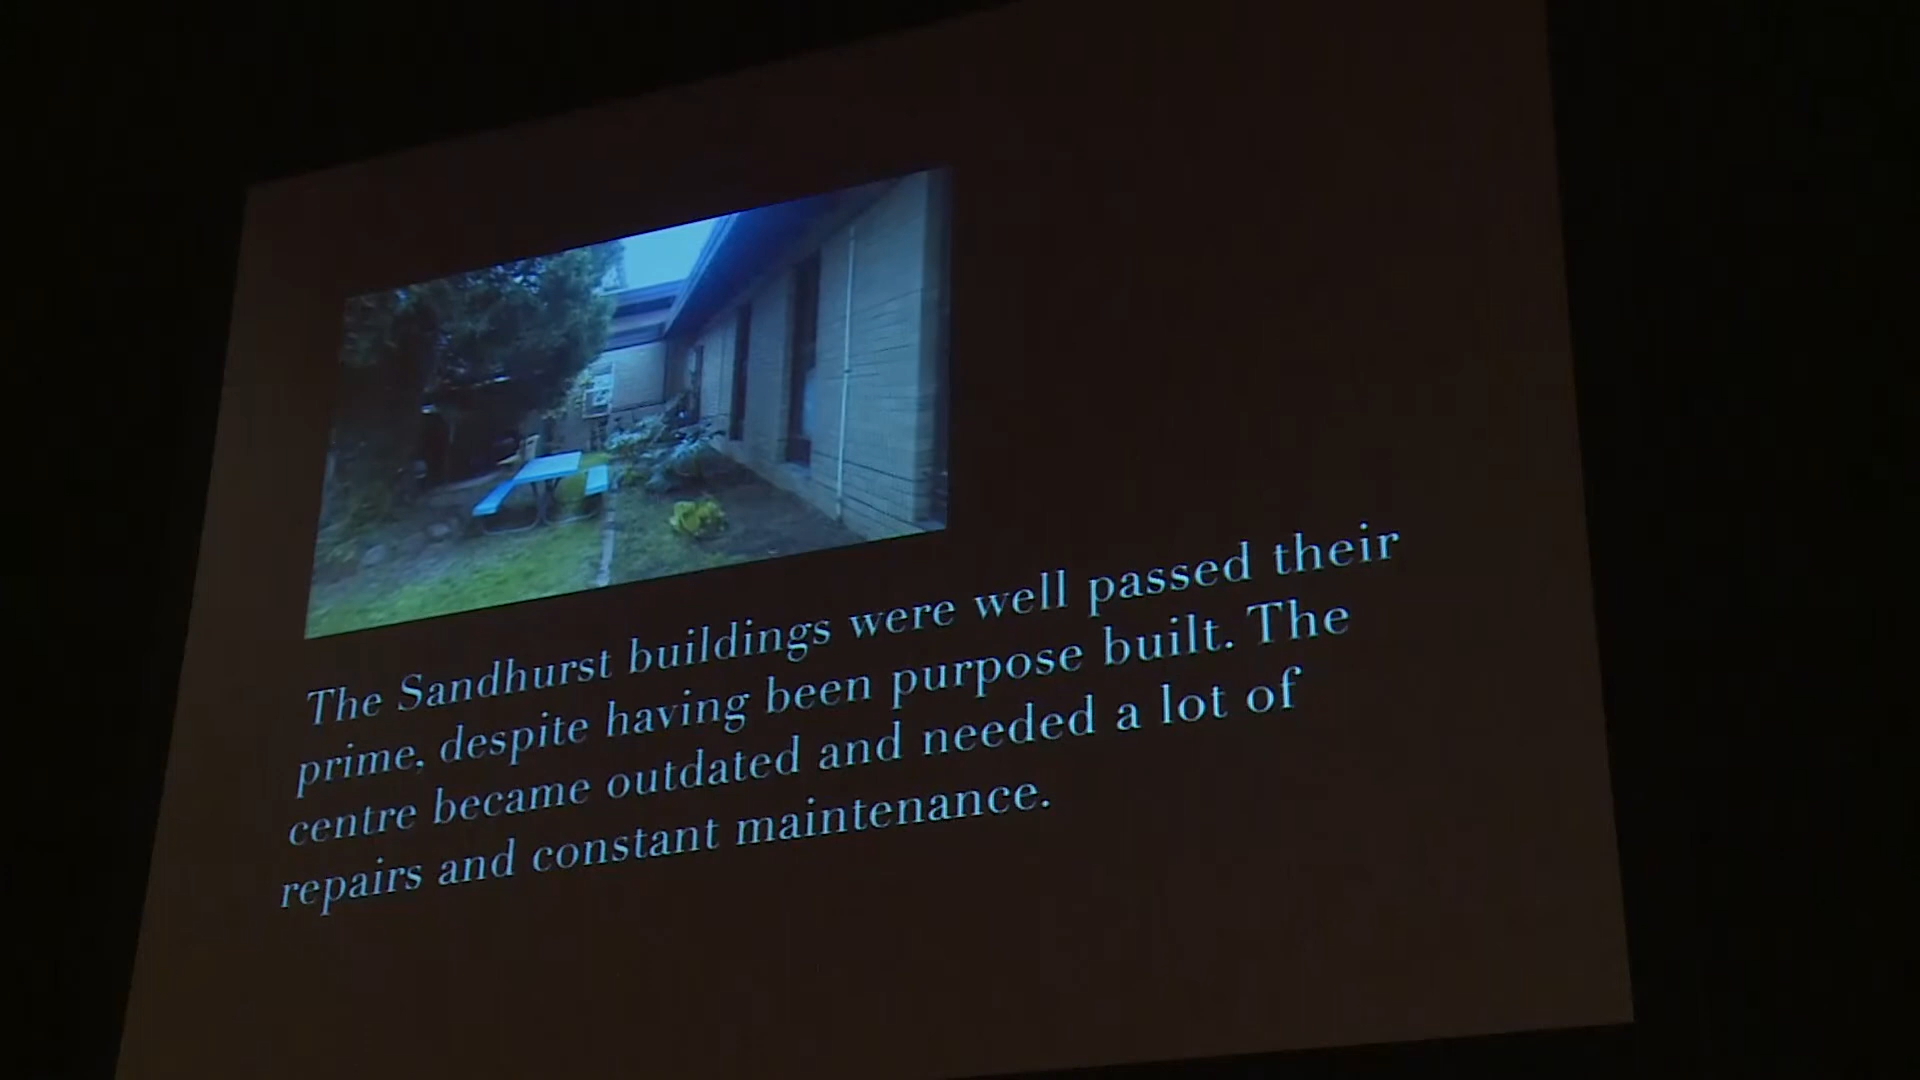 The Sandhurst buildings were well passed their
prime, despite having been purpose built. The
centre became outdated and needed a lot of
repairs and constant maintenance.